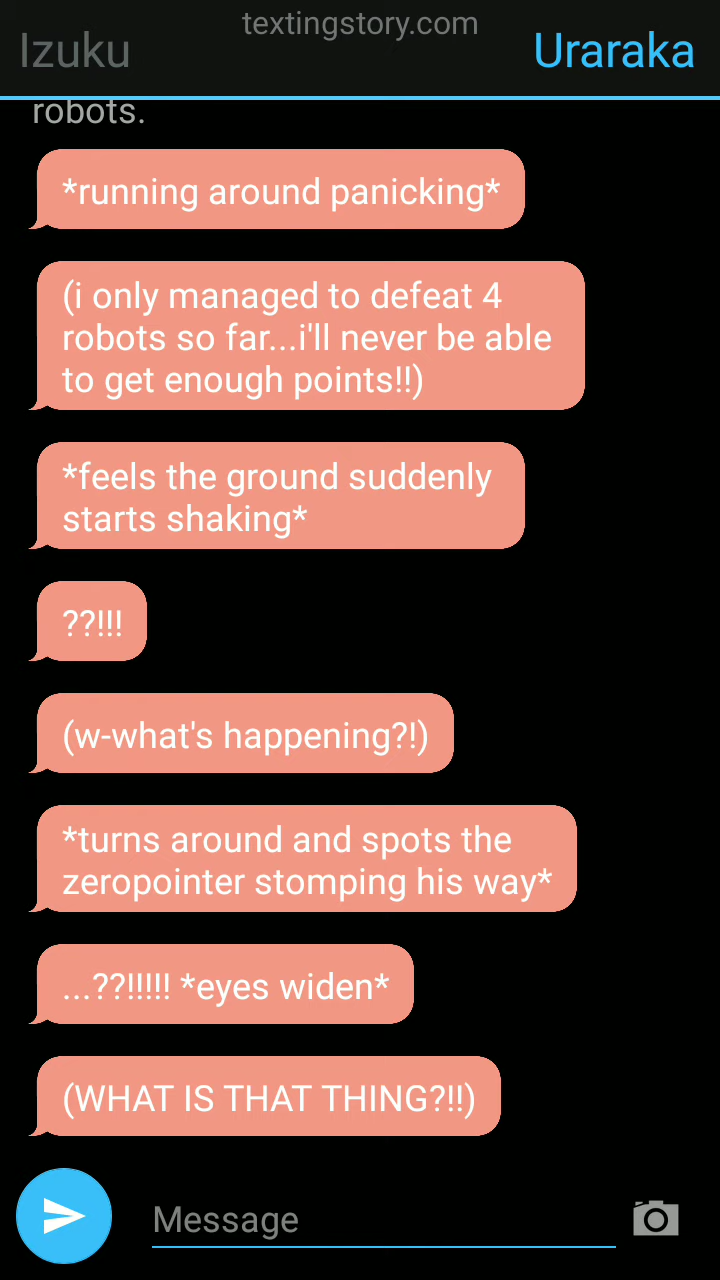 textingstory.com
Izuku
Uraraka
robots.
*running around panicking*
(i only managed to defeat 4
robots so far...i'll never be able
to get enough points!!)
*feels the ground suddenly
starts shaking*
??!!!
(w-what's happening?!)
*turns around and spots the
zeropointer stomping his way*
...??!!!!! *eyes widen*
(WHAT IS THAT THING?!!)
Message